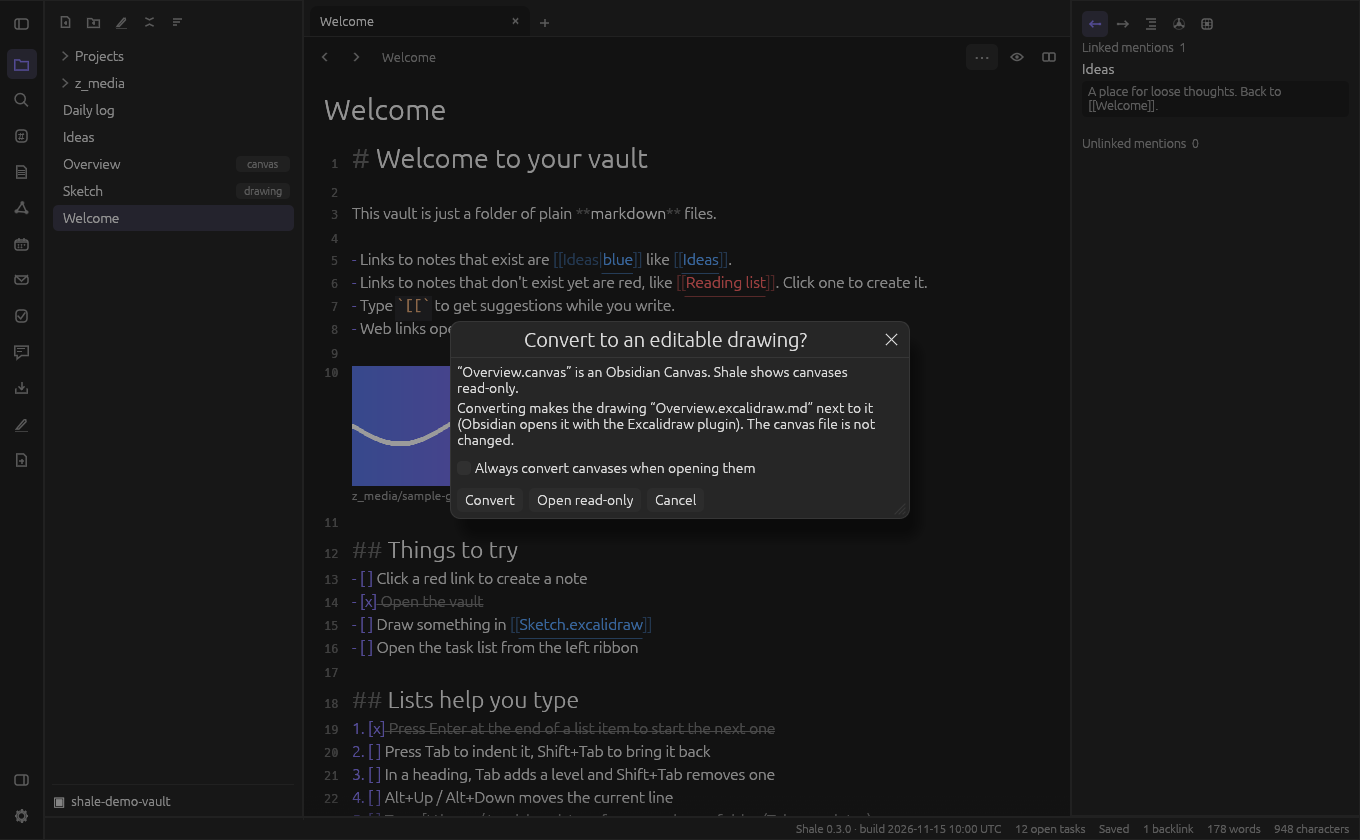 Welcome
Projects
z_media
Daily log
Ideas
Overview canvas
Sketch drawing
Welcome
shale-demo-vault
Welcome
Welcome
1 # Welcome to your vault
2
3 This vault is just a folder of plain **markdown** files.
4
5 - Links to notes that exist are [[Ideas|blue]] like [[Ideas]].
6 - Links to notes that don't exist yet are red, like [[Reading list]]. Click one to create it.
7 - Type `[[` to get suggestions while you write.
8 - Web links ope
9
10
z_media/sample-g
Convert to an editable drawing?
“Overview.canvas” is an Obsidian Canvas. Shale shows canvases
read-only.
Converting makes the drawing “Overview.excalidraw.md” next to it
(Obsidian opens it with the Excalidraw plugin). The canvas file is not
changed.
Always convert canvases when opening them
Convert Open read-only Cancel
11
12 ## Things to try
13 - [ ] Click a red link to create a note
14 - [x] Open the vault
15 - [ ] Draw something in [[Sketch.excalidraw]]
16 - [ ] Open the task list from the left ribbon
17
18 ## Lists help you type
19 1. [x] Press Enter at the end of a list item to start the next one
20 2. [ ] Press Tab to indent it, Shift+Tab to bring it back
21 3. [ ] In a heading, Tab adds a level and Shift+Tab removes one
22 4. [ ] Alt+Up / Alt+Down moves the current line
Linked mentions 1
Ideas
A place for loose thoughts. Back to
[[Welcome]].
Unlinked mentions 0
Shale 0.3.0 · build 2026-11-15 10:00 UTC 12 open tasks Saved 1 backlink 178 words 948 characters